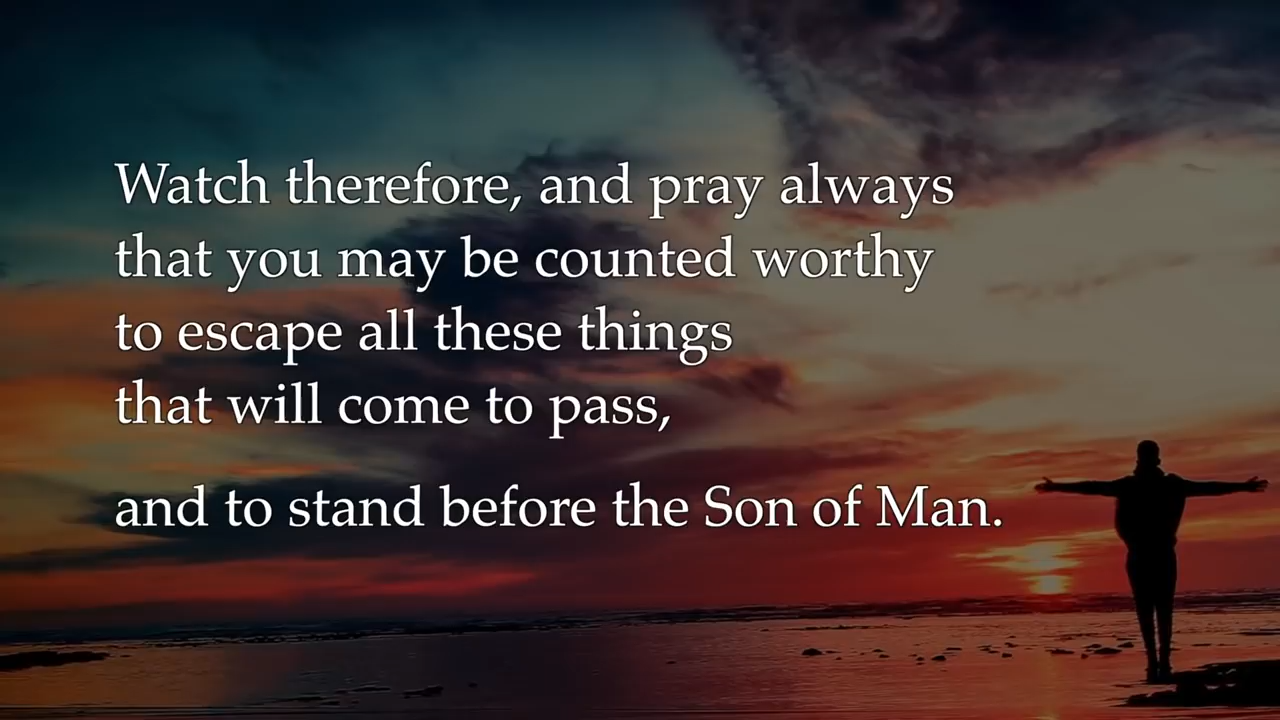 Watch therefore, and pray always
that you may be counted worthy
to escape all these things
that will come to pass,
and to stand before the Son of Man.